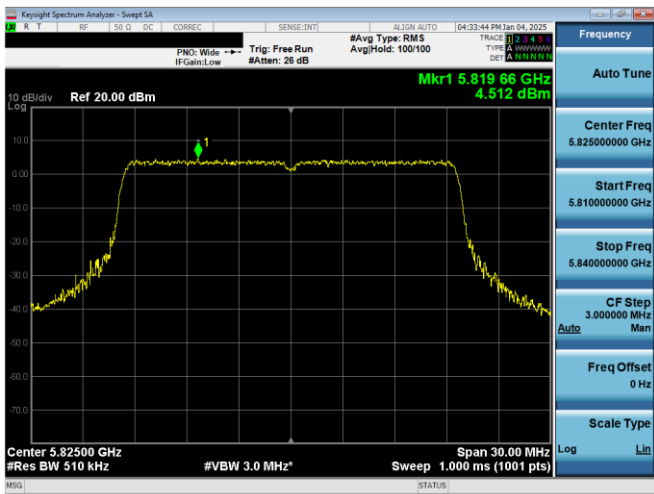 Keysight Spectrum Analyzer - Swept SA
R T RF 50 Ω DC CORREC SENSE:INT ALIGN AUTO 04:33:44 PM Jan 04, 2025
PNO: Wide
IFGain:Low
Trig: Free Run
#Atten: 26 dB
#Avg Type: RMS
Avg|Hold: 100/100
TRACE 1 2 3 4 5 6
TYPE A WWWWW
DET A N N N N N
Mkr1 5.819 66 GHz
4.512 dBm
10 dB/div Ref 20.00 dBm
Log
1
10.0
0.00
-10.0
-20.0
-30.0
-40.0
-50.0
-60.0
-70.0
Center 5.82500 GHz Span 30.00 MHz
#Res BW 510 kHz #VBW 3.0 MHz* Sweep 1.000 ms (1001 pts)
MSG STATUS
Frequency
Auto Tune
Center Freq
5.825000000 GHz
Start Freq
5.810000000 GHz
Stop Freq
5.840000000 GHz
CF Step
3.000000 MHz
Auto Man
Freq Offset
0 Hz
Scale Type
Log Lin